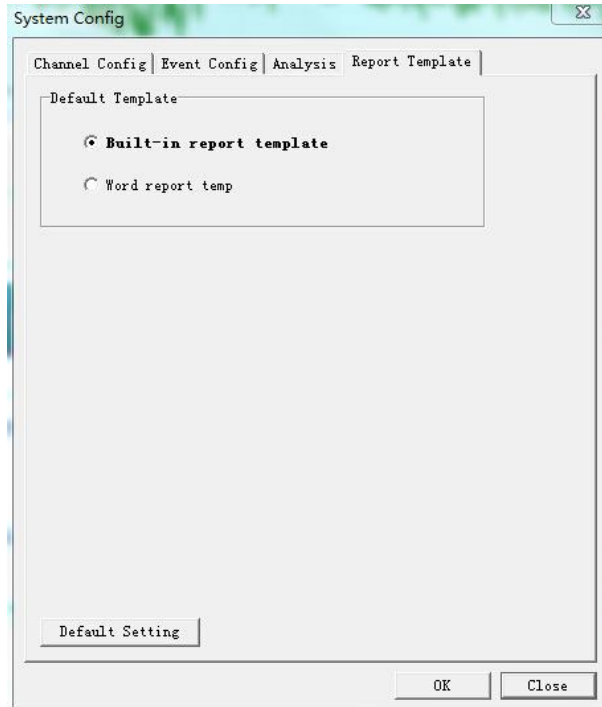 System Config
Channel Config Event Config Analysis Report Template
Default Template
Built-in report template
Word report temp
Default Setting
OK Close